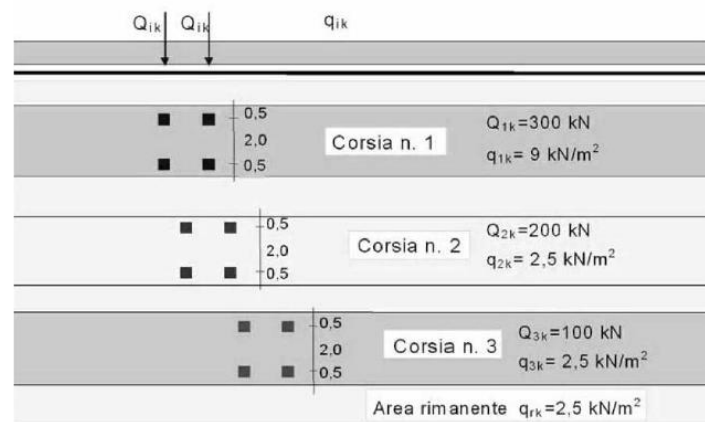 Qik Qik qik
0,5
2,0
0,5
Corsia n. 1
Q1k=300 kN
q1k= 9 kN/m²
0,5
2,0
0,5
Corsia n. 2
Q2k=200 kN
q2k= 2,5 kN/m²
0,5
2,0
0,5
Corsia n. 3
Q3k=100 kN
q3k= 2,5 kN/m²
Area rimanente qrk=2,5 kN/m²